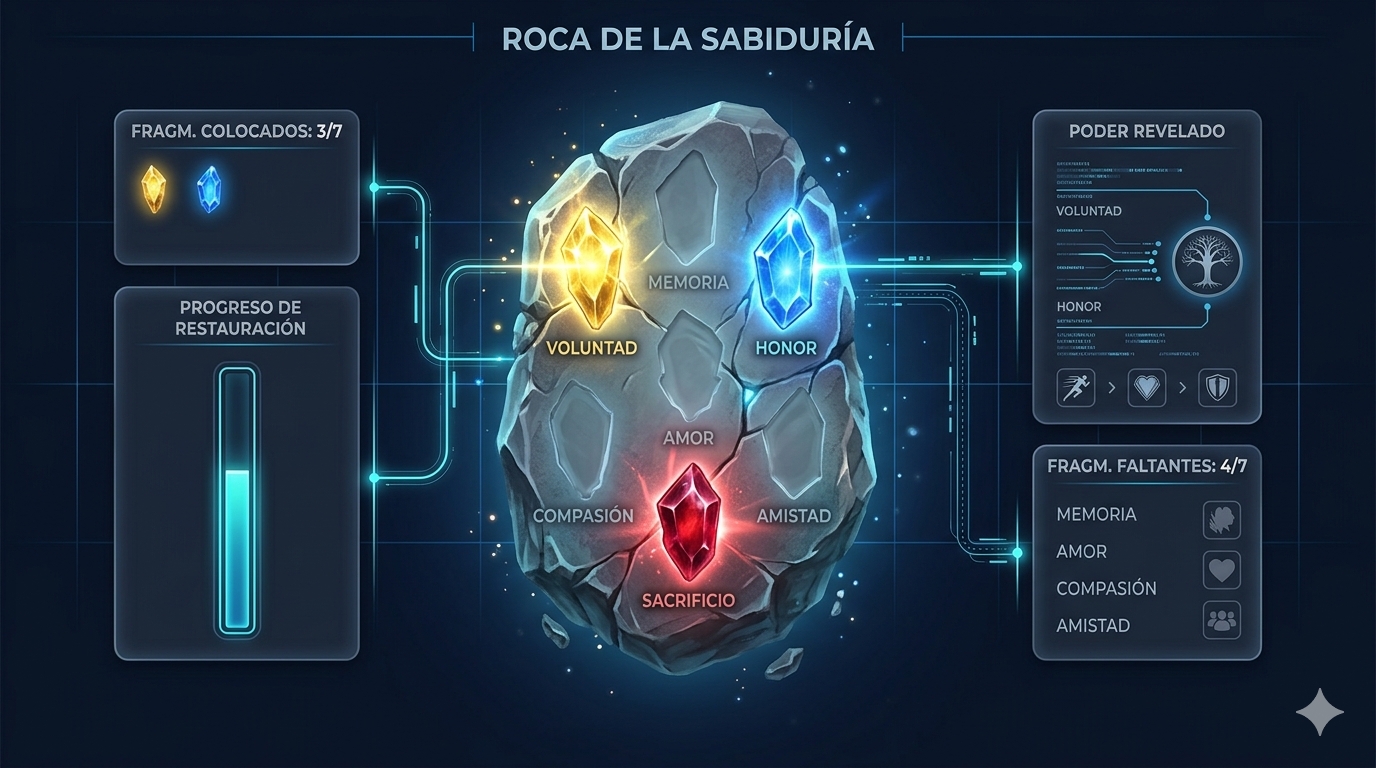 ROCA DE LA SABIDURÍA
FRAGM. COLOCADOS: 3/7
PROGRESO DE
RESTAURACIÓN
MEMORIA
VOLUNTAD
HONOR
AMOR
COMPASIÓN
AMISTAD
SACRIFICIO
PODER REVELADO
VOLUNTAD
HONOR
FRAGM. FALTANTES: 4/7
MEMORIA
AMOR
COMPASIÓN
AMISTAD